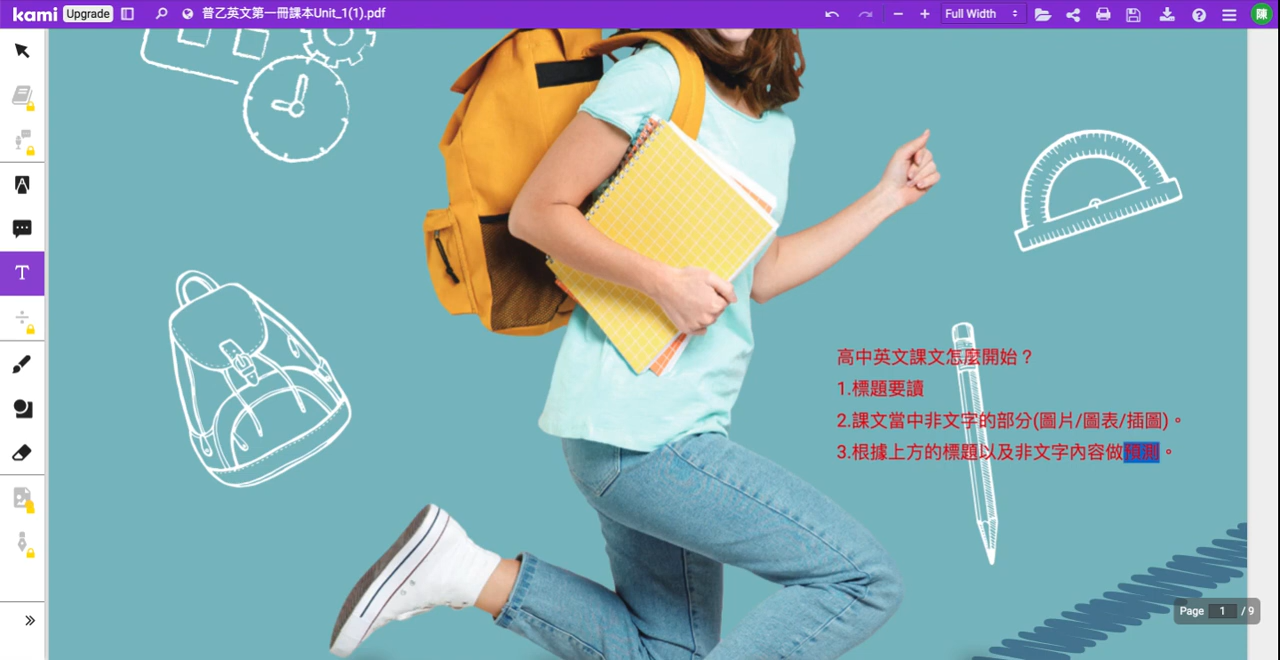 kami Upgrade 普乙英文第一冊課本Unit_1(1).pdf Full Width 陳
T
高中英文課文怎麼開始？
1.標題要讀
2.課文當中非文字的部分(圖片/圖表/插圖)。
3.根據上方的標題以及非文字內容做預測。
Page 1 / 9